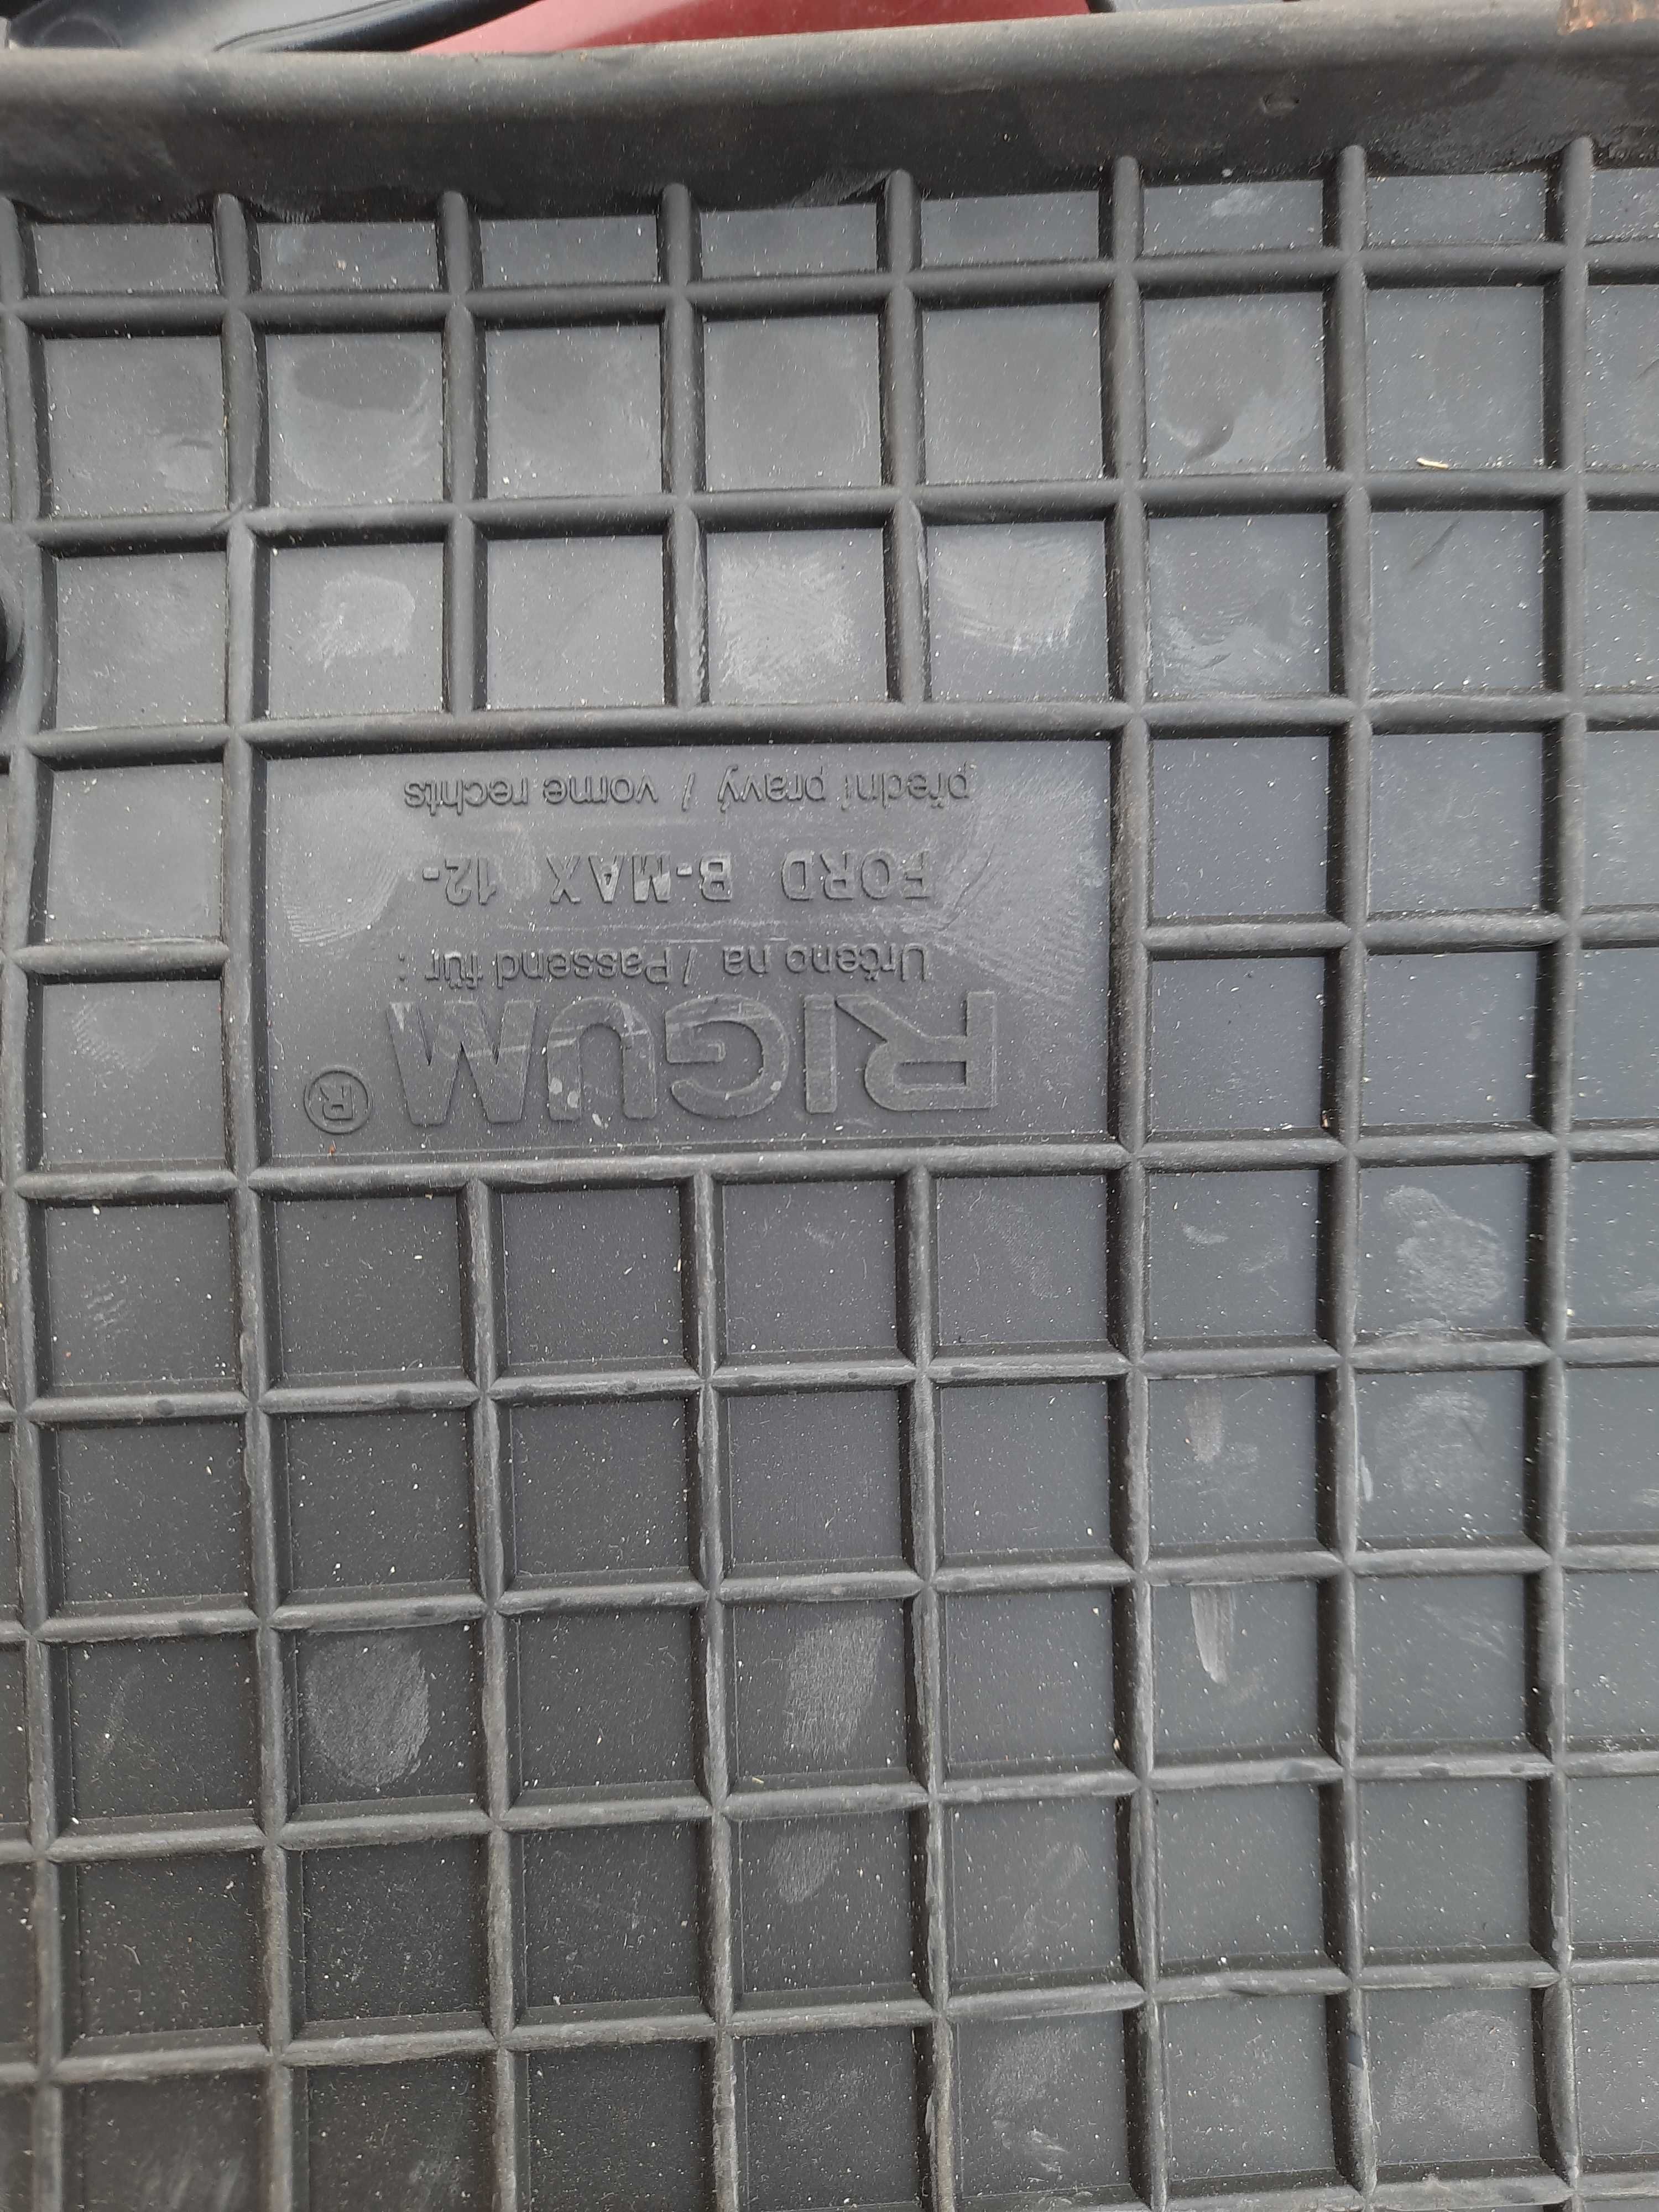 RIGUM®
Určeno na / Passend für :
FORD B-MAX 12-
přední pravý / vorne rechts